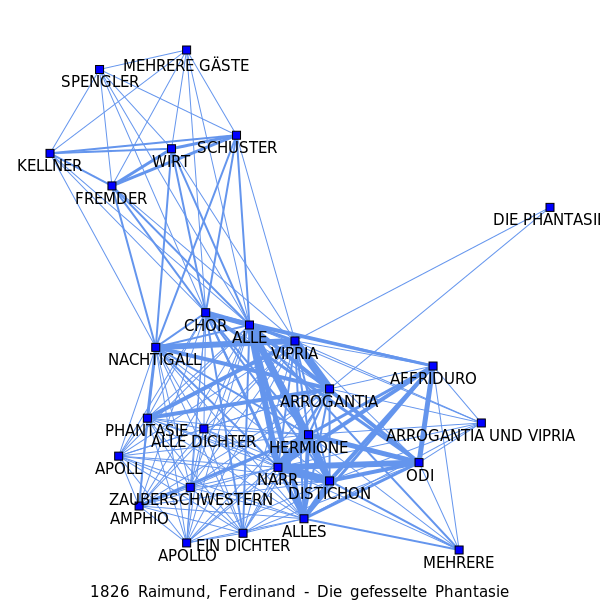 MEHRERE GÄSTE
SPENGLER
SCHUSTER
WIRT
KELLNER
FREMDER
DIE PHANTASIE
CHOR
ALLE
VIPRIA
NACHTIGALL
AFFRIDURO
ARROGANTIA
PHANTASIE
ALLE DICHTER
ARROGANTIA UND VIPRIA
HERMIONE
APOLL
ODI
NARR
DISTICHON
ZAUBERSCHWESTERN
AMPHIO
ALLES
EIN DICHTER
APOLLO
MEHRERE
1826 Raimund, Ferdinand - Die gefesselte Phantasie